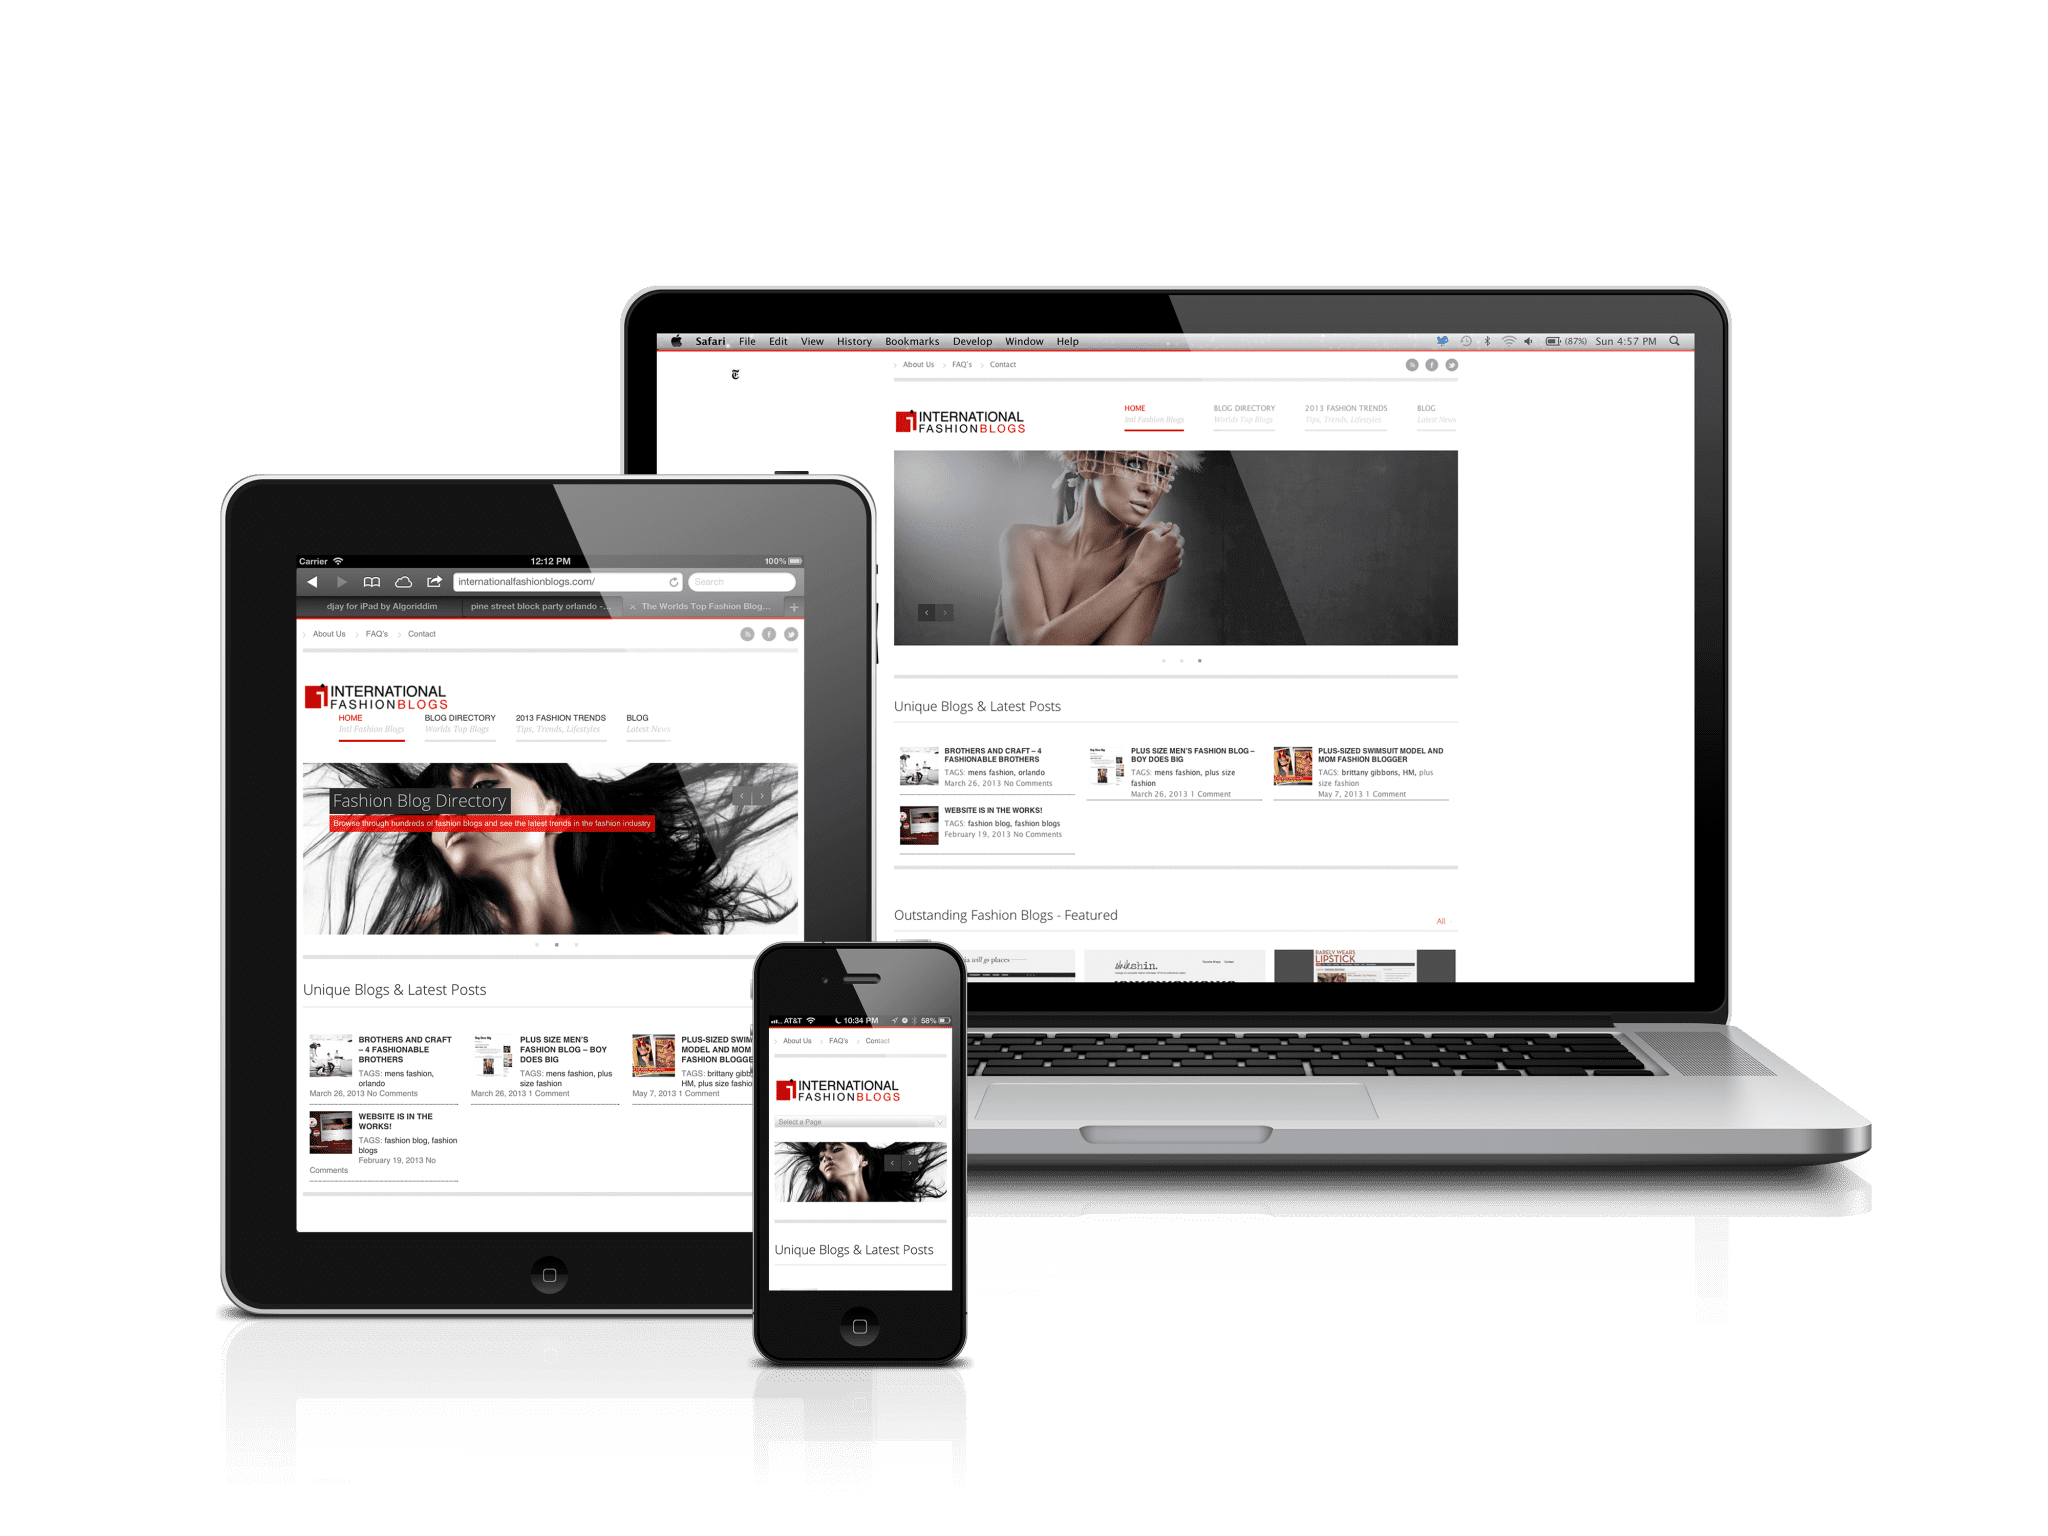 Safari File Edit View History Bookmarks Develop Window Help (87%) Sun 4:57 PM
About Us FAQ's Contact
INTERNATIONAL
FASHIONBLOGS
HOME BLOG DIRECTORY 2013 FASHION TRENDS BLOG
Intl Fashion Blogs Worlds Top Blogs Tips, Trends, Lifestyles Latest News
Unique Blogs & Latest Posts
BROTHERS AND CRAFT – 4
FASHIONABLE BROTHERS
TAGS: mens fashion, orlando
March 26, 2013 No Comments
PLUS SIZE MEN'S FASHION BLOG –
BOY DOES BIG
TAGS: mens fashion, plus size
fashion
March 26, 2013 1 Comment
PLUS-SIZED SWIMSUIT MODEL AND
MOM FASHION BLOGGER
TAGS: brittany gibbons, HM, plus
size fashion
May 7, 2013 1 Comment
WEBSITE IS IN THE WORKS!
TAGS: fashion blog, fashion blogs
February 19, 2013 No Comments
Outstanding Fashion Blogs - Featured All
will go places
shin.
BARELY WEARS
LIPSTICK
Carrier 12:12 PM 100%
internationalfashionblogs.com/ Search
djay for iPad by Algoriddim pine street block party orlando -... The Worlds Top Fashion Blog...
About Us FAQ's Contact
INTERNATIONAL
FASHIONBLOGS
HOME BLOG DIRECTORY 2013 FASHION TRENDS BLOG
Intl Fashion Blogs Worlds Top Blogs Tips, Trends, Lifestyles Latest News
Fashion Blog Directory
Browse through hundreds of fashion blogs and see the latest trends in the fashion industry
Unique Blogs & Latest Posts
BROTHERS AND CRAFT
– 4 FASHIONABLE
BROTHERS
TAGS: mens fashion,
orlando
March 26, 2013 No Comments
PLUS SIZE MEN'S
FASHION BLOG – BOY
DOES BIG
TAGS: mens fashion, plus
size fashion
March 26, 2013 1 Comment
PLUS-SIZED SWIM
MODEL AND MOM
FASHION BLOGGE
TAGS: brittany gibb
HM, plus size fashio
May 7, 2013 1 Comment
WEBSITE IS IN THE
WORKS!
TAGS: fashion blog, fashion
blogs
February 19, 2013 No
Comments
AT&T 10:34 PM 58%
About Us FAQ's Contact
INTERNATIONAL
FASHIONBLOGS
Select a Page
Unique Blogs & Latest Posts